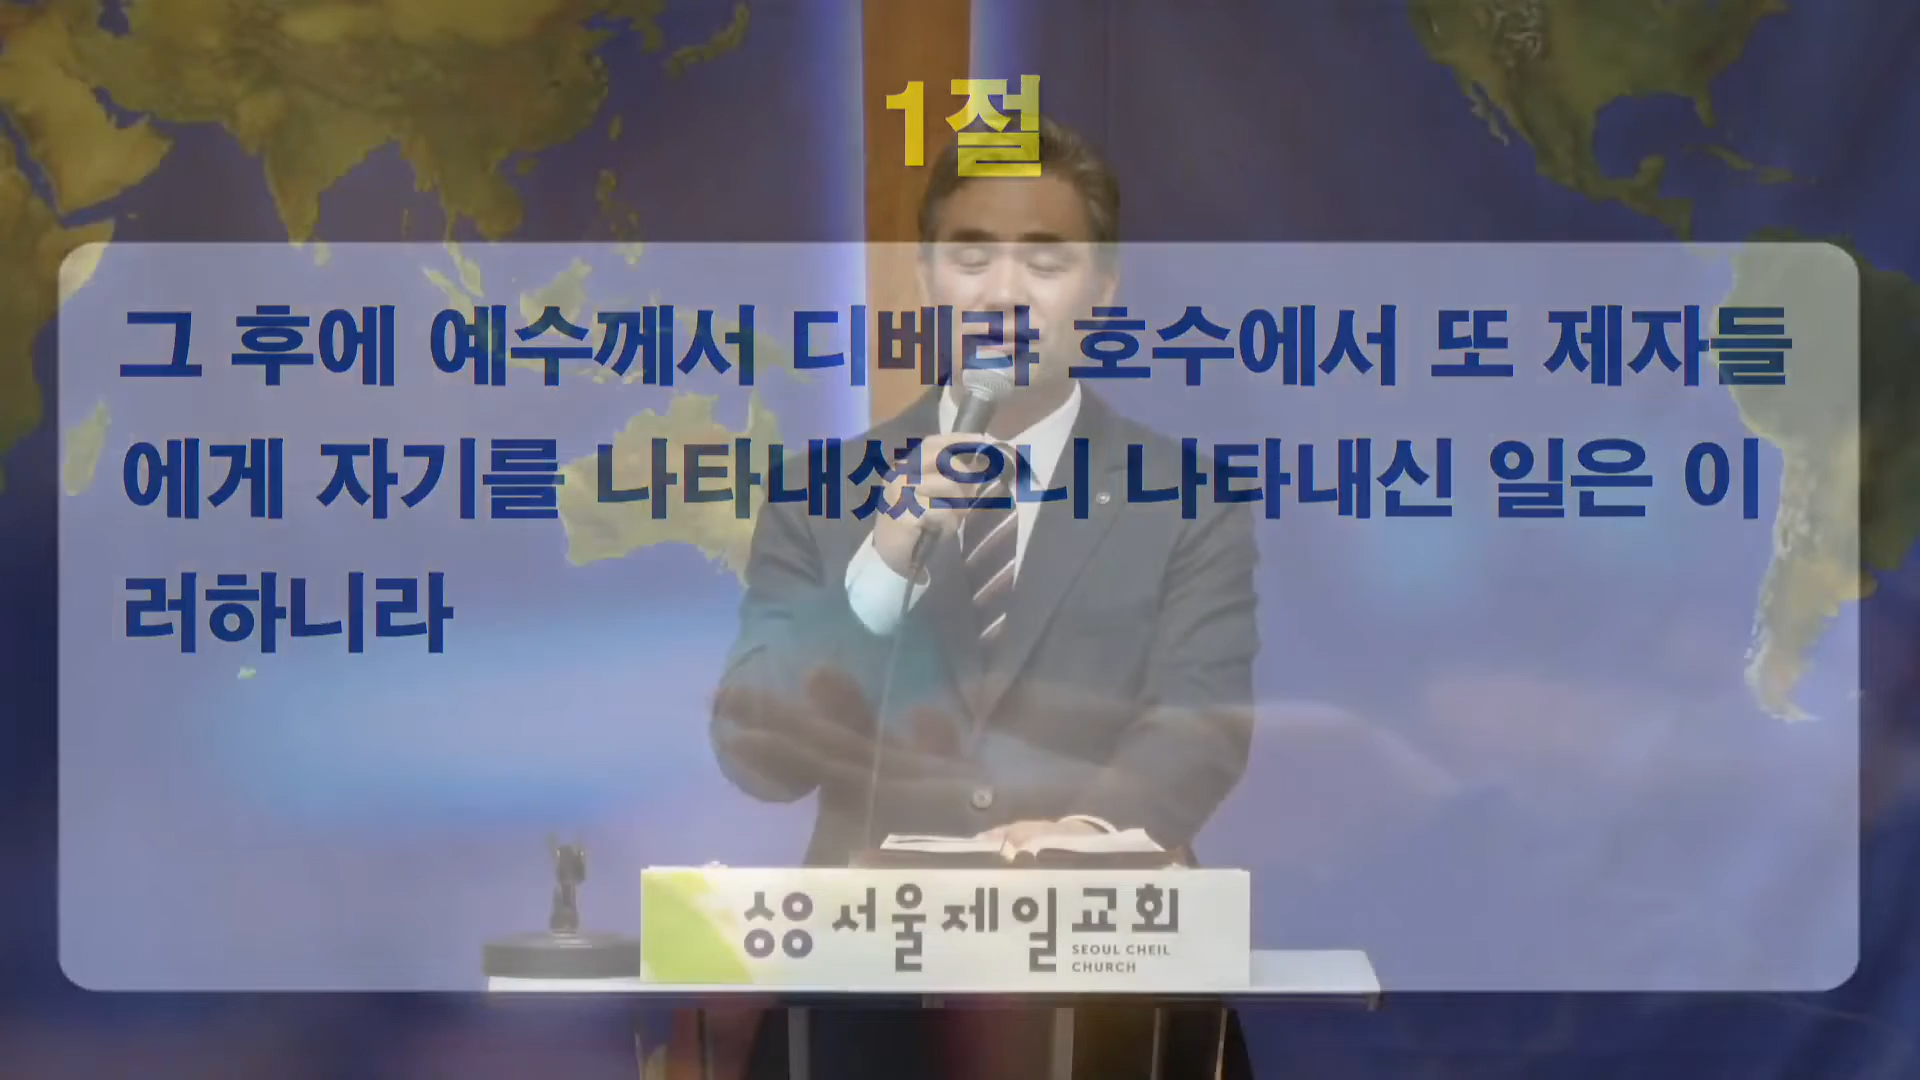 1절
그 후에 예수께서 디베랴 호수에서 또 제자들
에게 자기를 나타내셨으니 나타내신 일은 이
러하니라
서울제일교회
SEOUL CHEIL
CHURCH